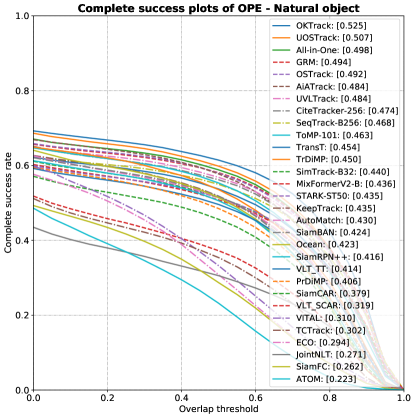 Complete success plots of OPE - Natural object
OKTrack: [0.525]
UOSTrack: [0.507]
All-in-One: [0.498]
GRM: [0.494]
OSTrack: [0.492]
AiATrack: [0.484]
UVLTrack: [0.484]
CiteTracker-256: [0.474]
SeqTrack-B256: [0.468]
ToMP-101: [0.463]
TransT: [0.454]
TrDiMP: [0.450]
SimTrack-B32: [0.440]
MixFormerV2-B: [0.436]
STARK-ST50: [0.435]
KeepTrack: [0.435]
AutoMatch: [0.430]
SiamBAN: [0.424]
Ocean: [0.423]
SiamRPN++: [0.416]
VLT_TT: [0.414]
PrDiMP: [0.406]
SiamCAR: [0.379]
VLT_SCAR: [0.319]
VITAL: [0.310]
TCTrack: [0.302]
ECO: [0.294]
JointNLT: [0.271]
SiamFC: [0.262]
ATOM: [0.223]
Complete success rate
1.0
0.8
0.6
0.4
0.2
0.0
0.0 0.2 0.4 0.6 0.8 1.0
Overlap threshold